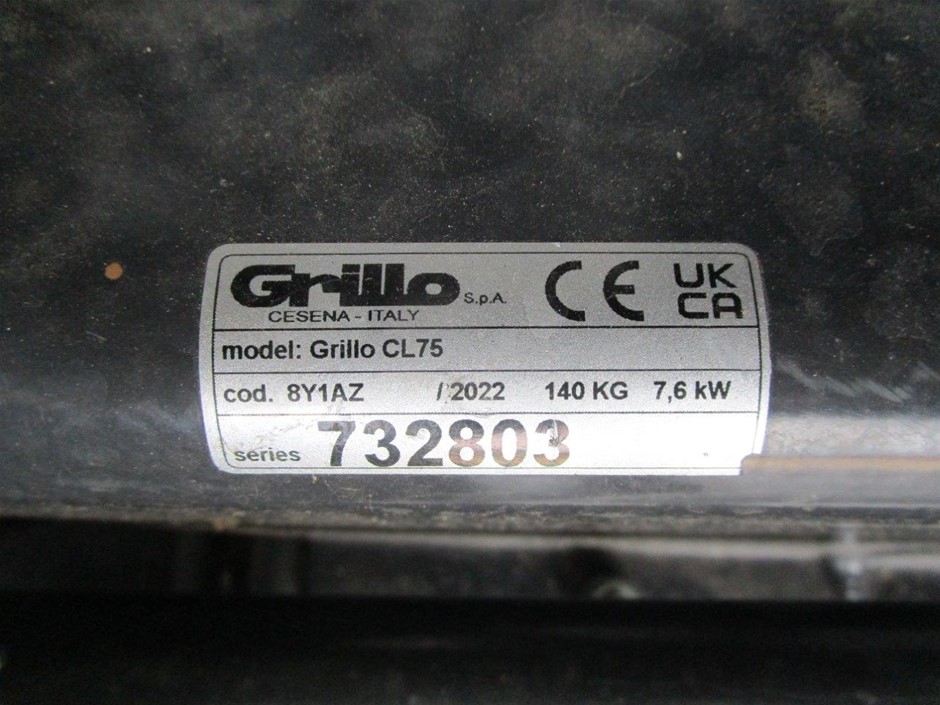 Grillo S.p.A. CE UK
CESENA - ITALY CA
model: Grillo CL75
cod. 8Y1AZ / 2022 140 KG 7,6 kW
series 732803